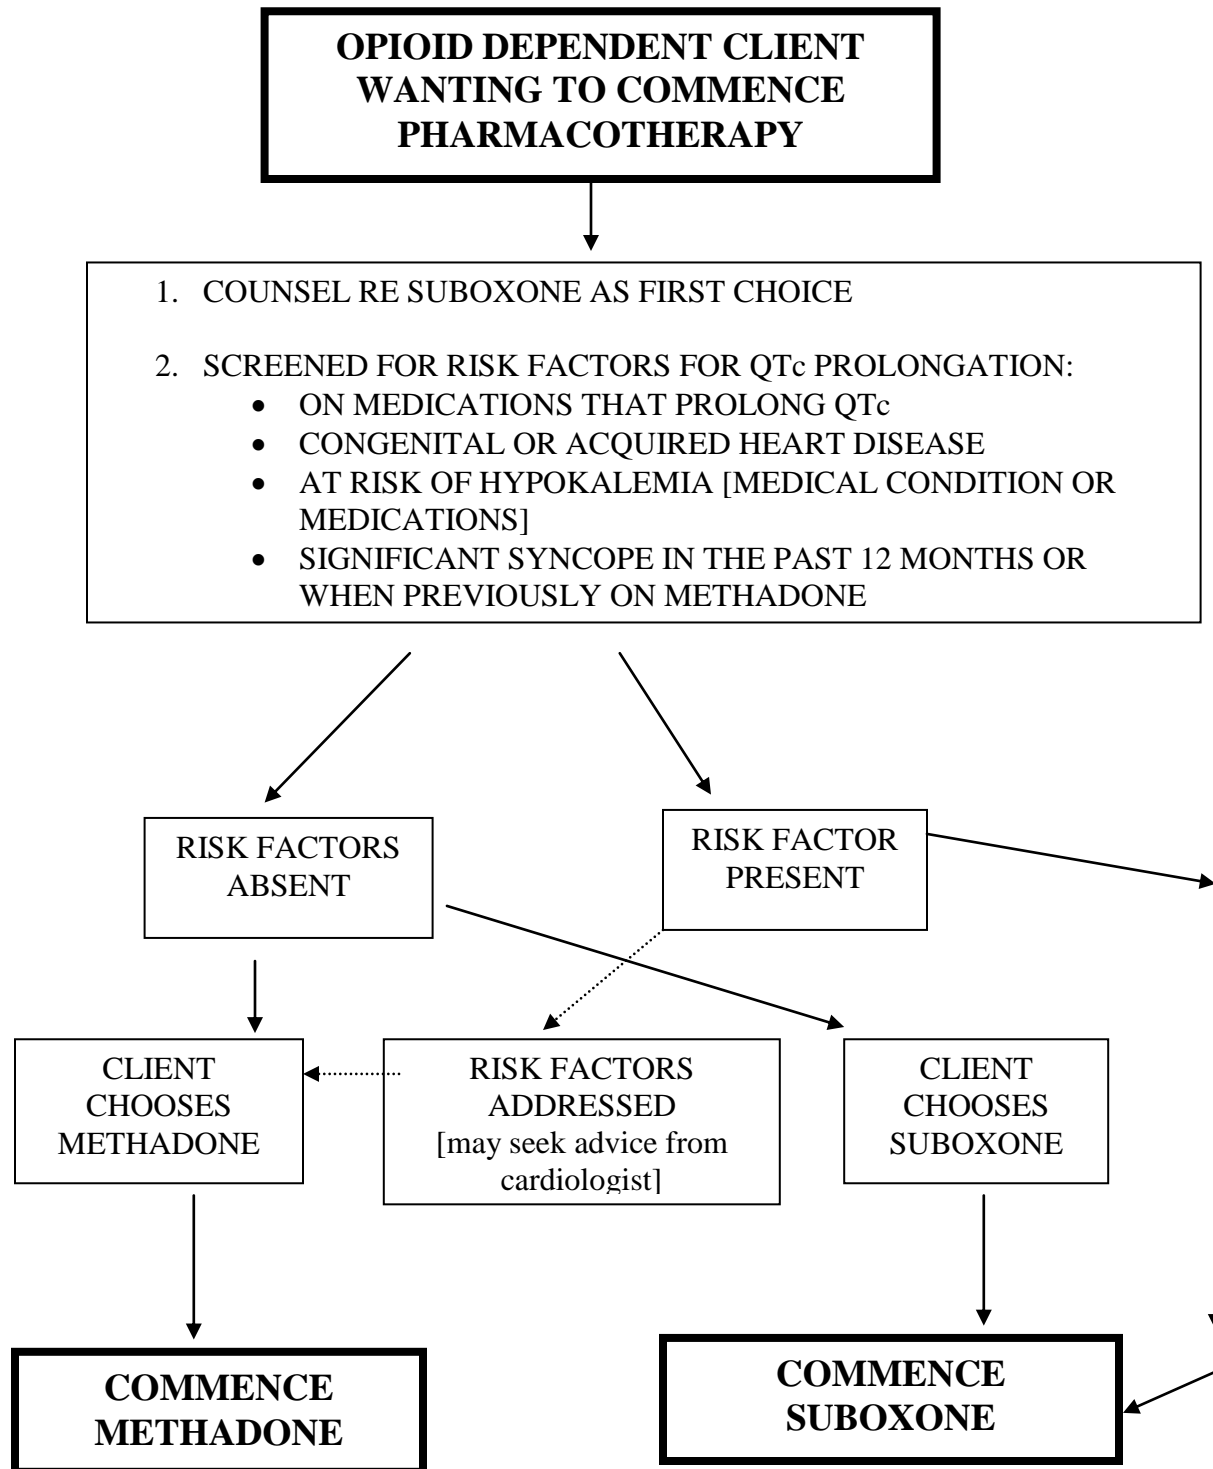 OPIOID DEPENDENT CLIENT
WANTING TO COMMENCE
PHARMACOTHERAPY
1. COUNSEL RE SUBOXONE AS FIRST CHOICE
2. SCREENED FOR RISK FACTORS FOR QTc PROLONGATION:
• ON MEDICATIONS THAT PROLONG QTc
• CONGENITAL OR ACQUIRED HEART DISEASE
• AT RISK OF HYPOKALEMIA [MEDICAL CONDITION OR
MEDICATIONS]
• SIGNIFICANT SYNCOPE IN THE PAST 12 MONTHS OR
WHEN PREVIOUSLY ON METHADONE
RISK FACTORS
ABSENT
RISK FACTOR
PRESENT
CLIENT
CHOOSES
METHADONE
RISK FACTORS
ADDRESSED
[may seek advice from
cardiologist]
CLIENT
CHOOSES
SUBOXONE
COMMENCE
METHADONE
COMMENCE
SUBOXONE